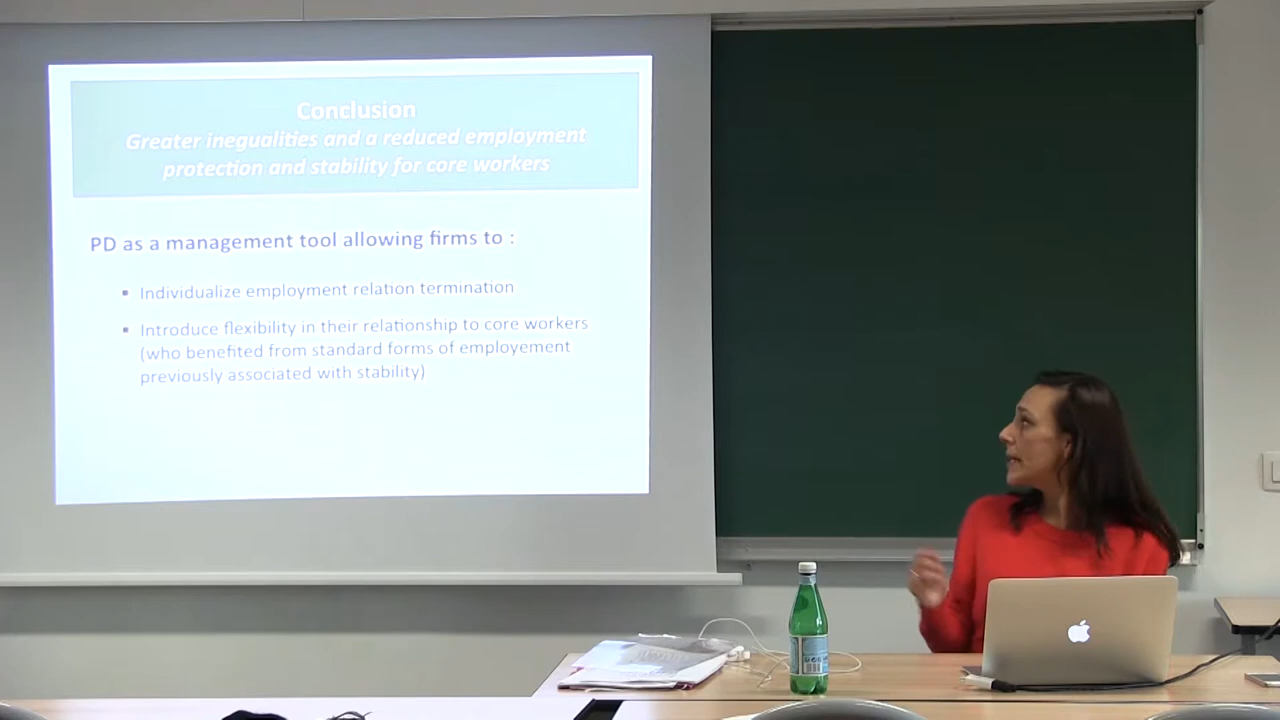 Conclusion
Greater inegualities and a reduced employment
protection and stability for core workers
PD as a management tool allowing firms to :
Individualize employment relation termination
Introduce flexibility in their relationship to core workers
(who benefited from standard forms of employement
previously associated with stability)